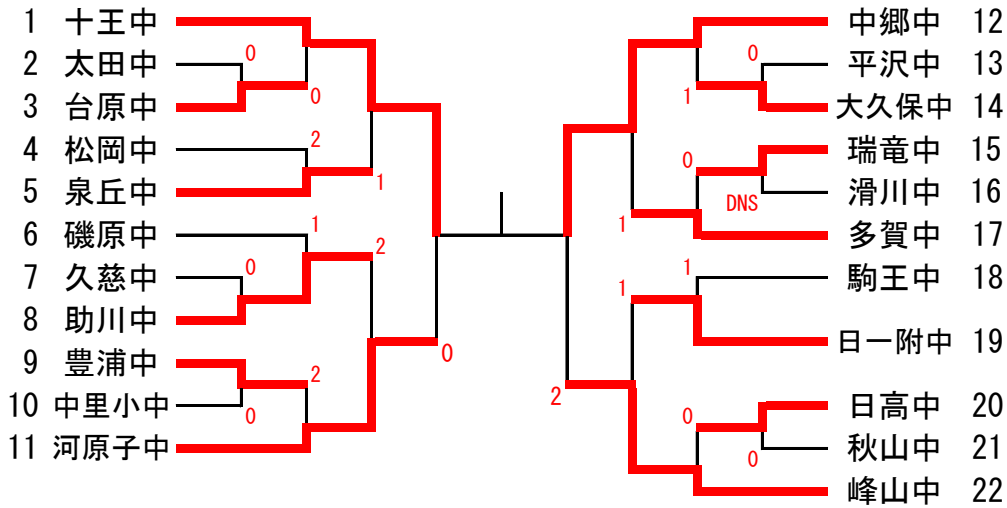 1 十王中
2 太田中
3 台原中
4 松岡中
5 泉丘中
6 磯原中
7 久慈中
8 助川中
9 豊浦中
10 中里小中
11 河原子中
0
0
2
1
1
2
0
2
0
0
中郷中 12
平沢中 13
大久保中 14
瑞竜中 15
滑川中 16
多賀中 17
駒王中 18
日一附中 19
日高中 20
秋山中 21
峰山中 22
0
1
0
DNS
1
1
1
2
0
0